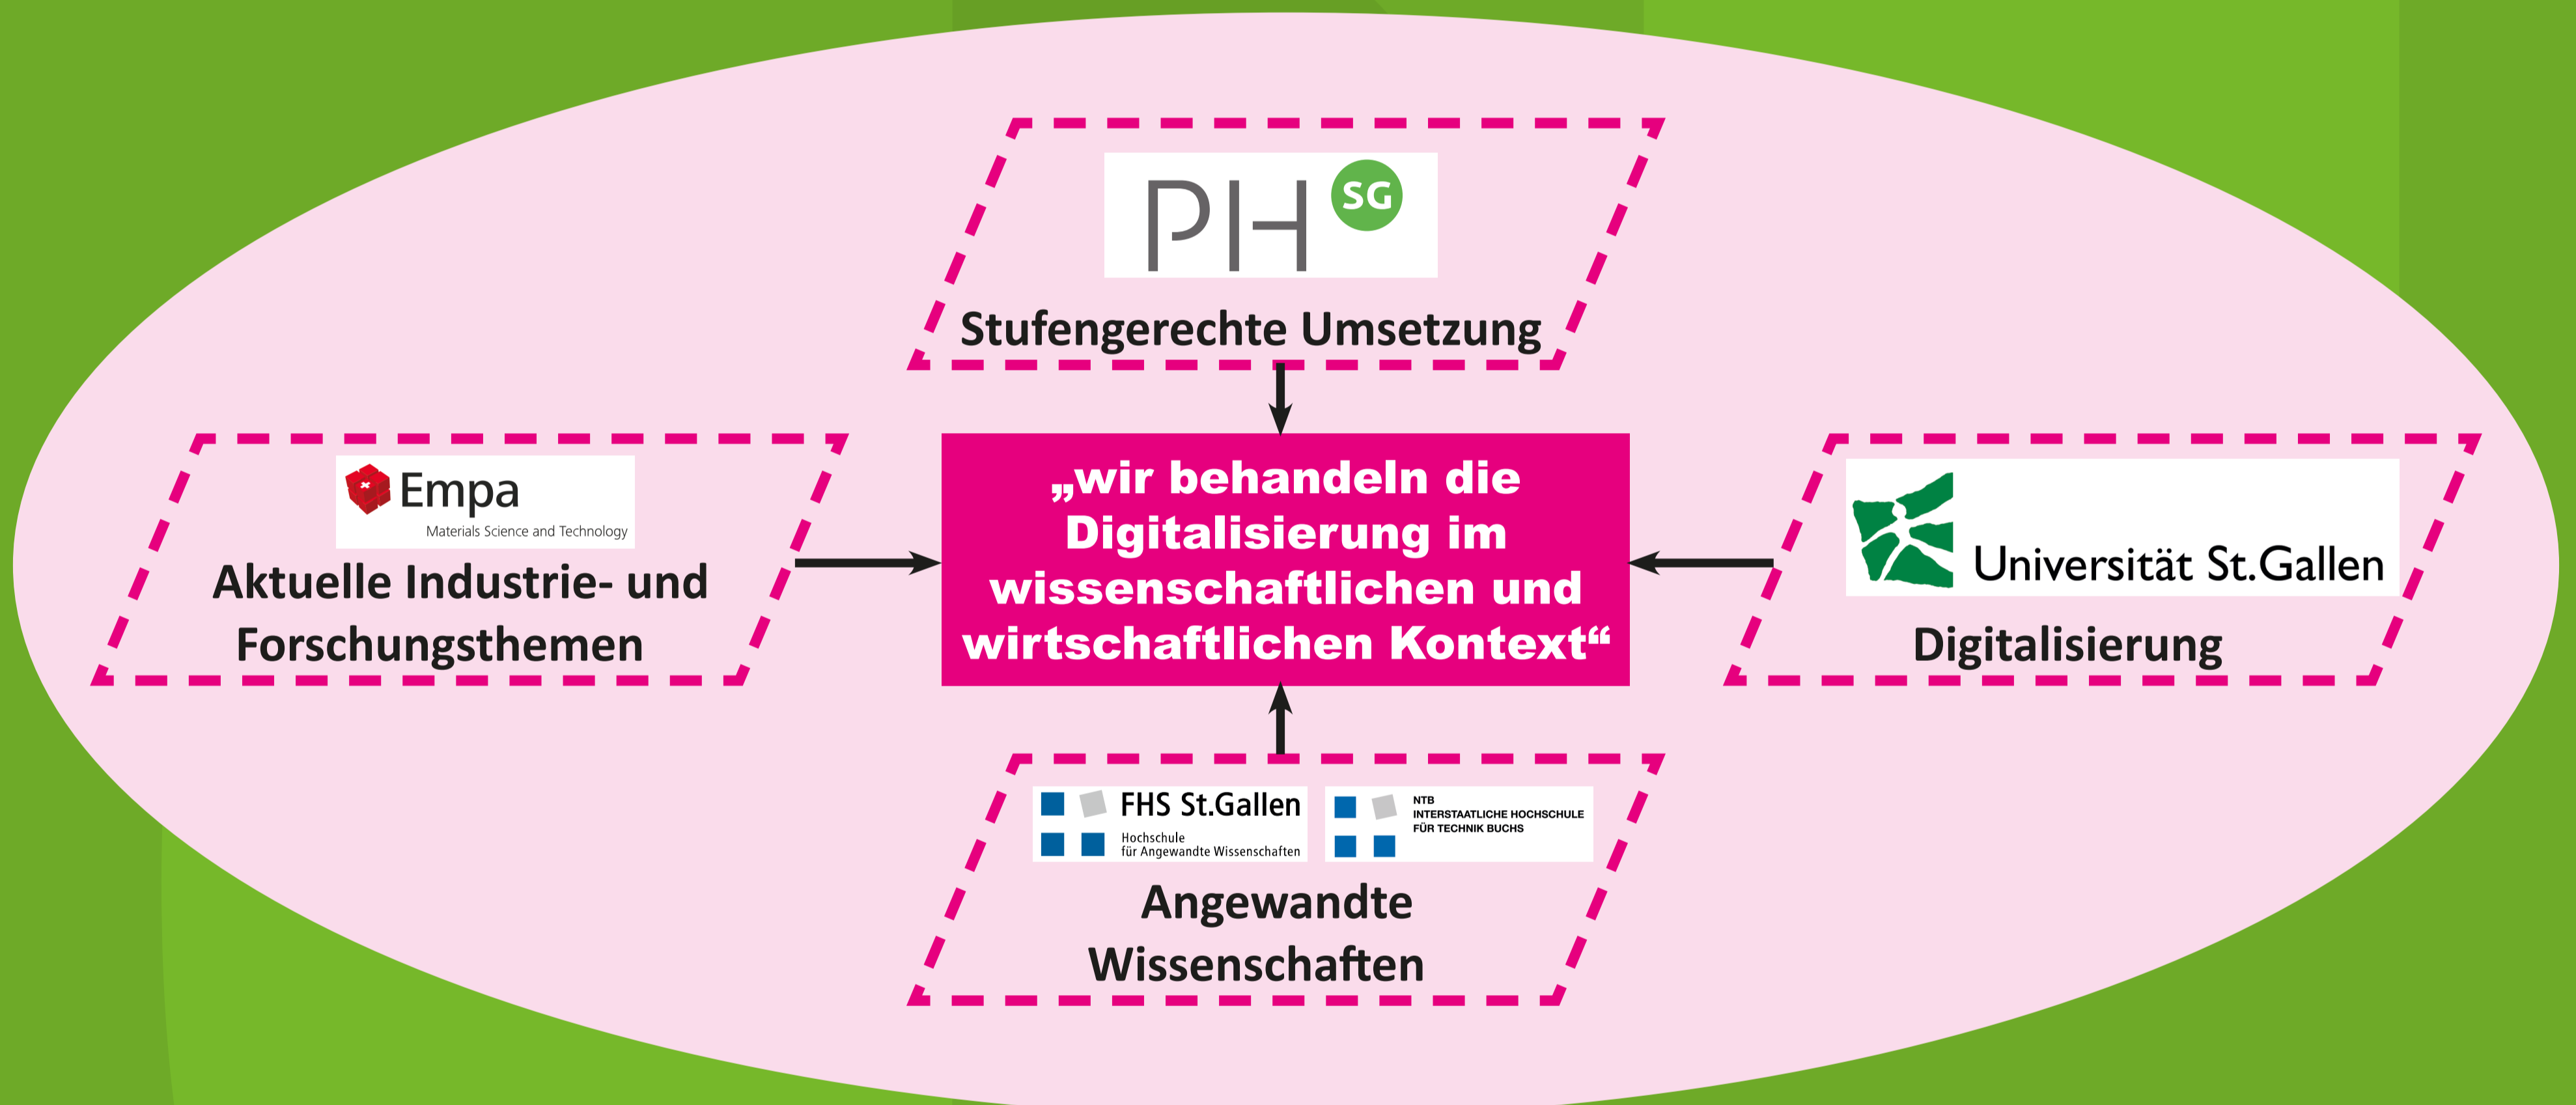 PH SG
Stufengerechte Umsetzung
Empa
Materials Science and Technology
Aktuelle Industrie- und
Forschungsthemen
„wir behandeln die
Digitalisierung im
wissenschaftlichen und
wirtschaftlichen Kontext“
Universität St.Gallen
Digitalisierung
FHS St.Gallen
Hochschule
für Angewandte Wissenschaften
NTB
INTERSTAATLICHE HOCHSCHULE
FÜR TECHNIK BUCHS
Angewandte
Wissenschaften